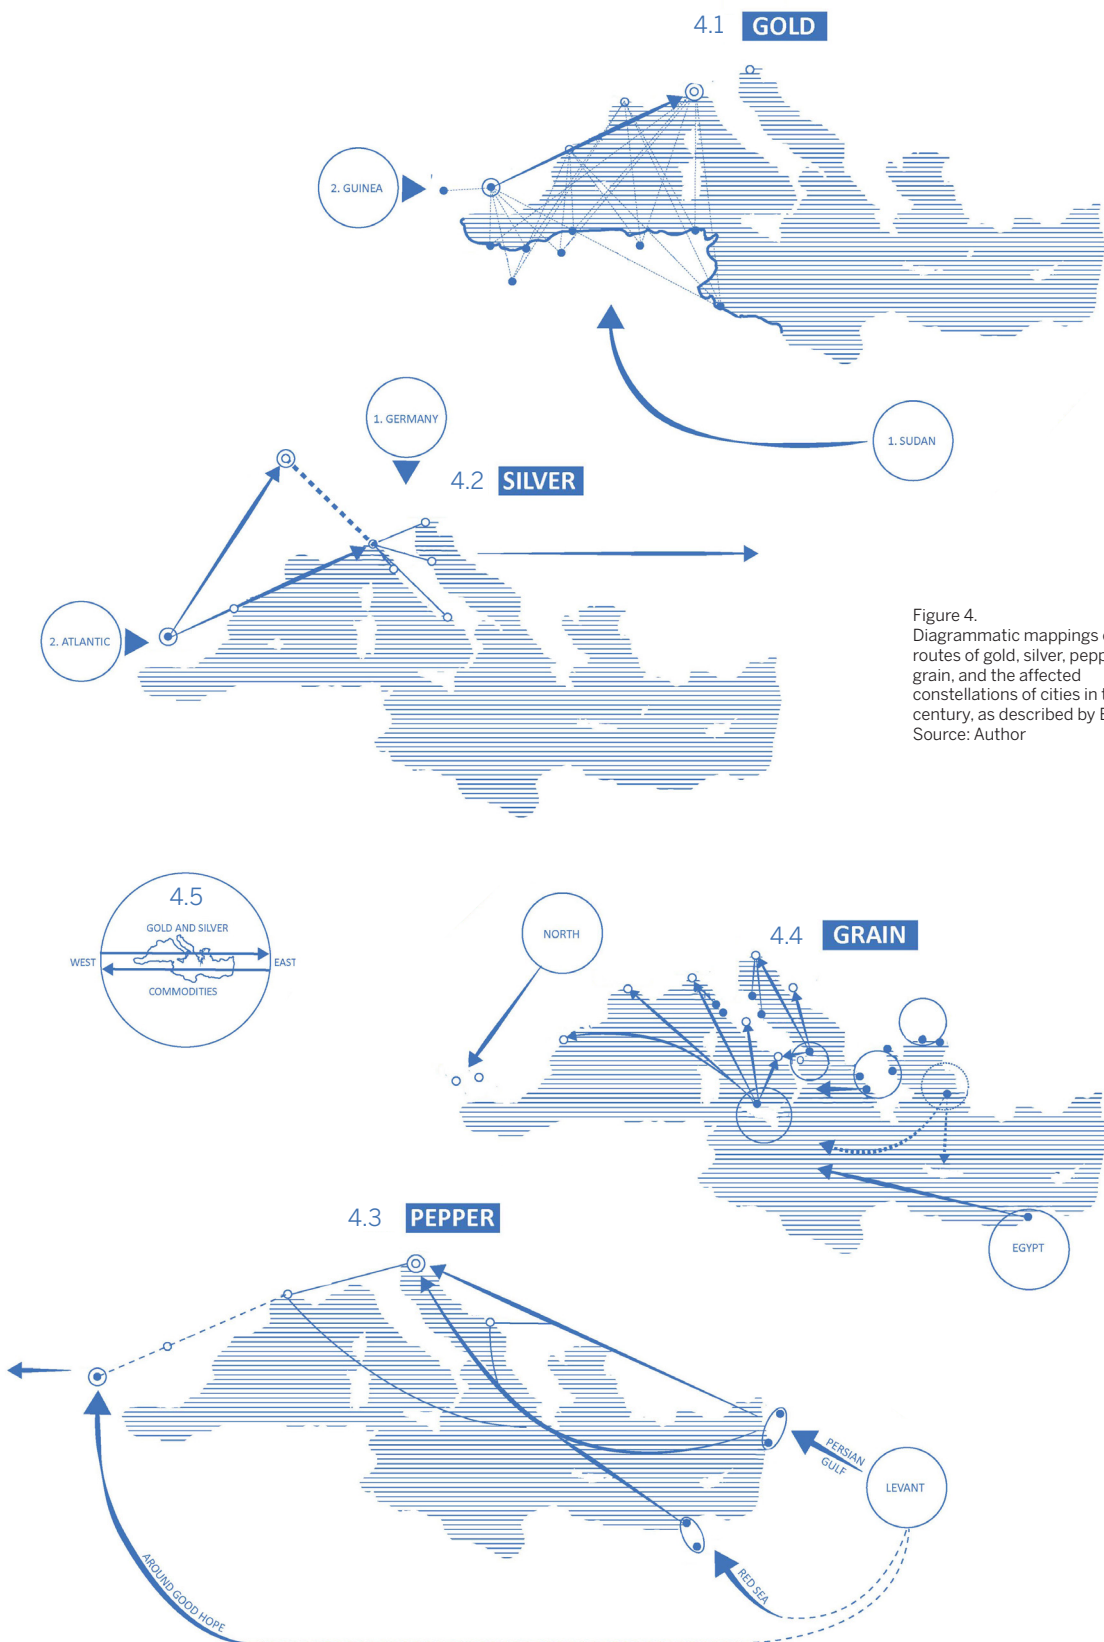 4.1 GOLD
2. GUINEA
1. SUDAN
1. GERMANY
4.2 SILVER
2. ATLANTIC
Figure 4.
Diagrammatic mappings
routes of gold, silver,
grain, and the affected
constellations of cities in
century, as described by
Source: Author
4.5
GOLD AND SILVER
WEST
EAST
COMMODITIES
NORTH
4.4 GRAIN
EGYPT
4.3 PEPPER
PERSIAN
GULF
LEVANT
RED SEA
AROUND GOOD HOPE